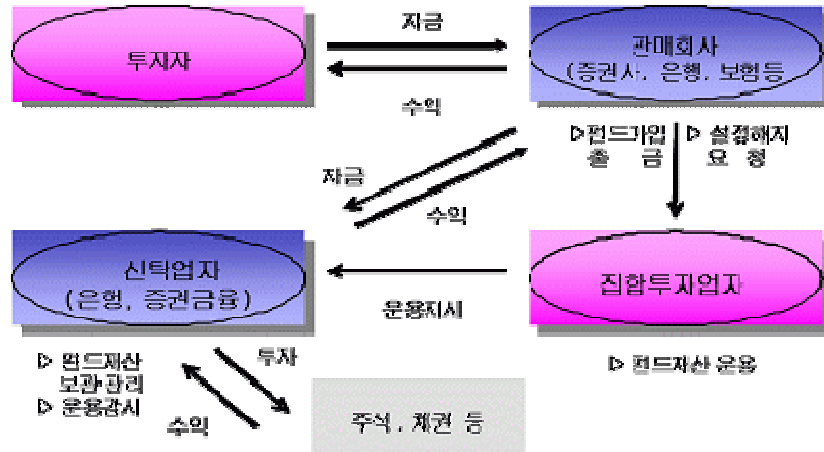 자금
투자자
판매회사
(증권사, 은행, 보험등
수익
▷펀드가입
출 금
▷ 설정해지
요 청
자금
수익
신탁업자
(은행, 증권금융)
운용지시
집합투자업자
▷ 펀드재산
보관·관리
▷ 운용감시
투자
수익
▷ 펀드재산 운용
주식, 채권 등